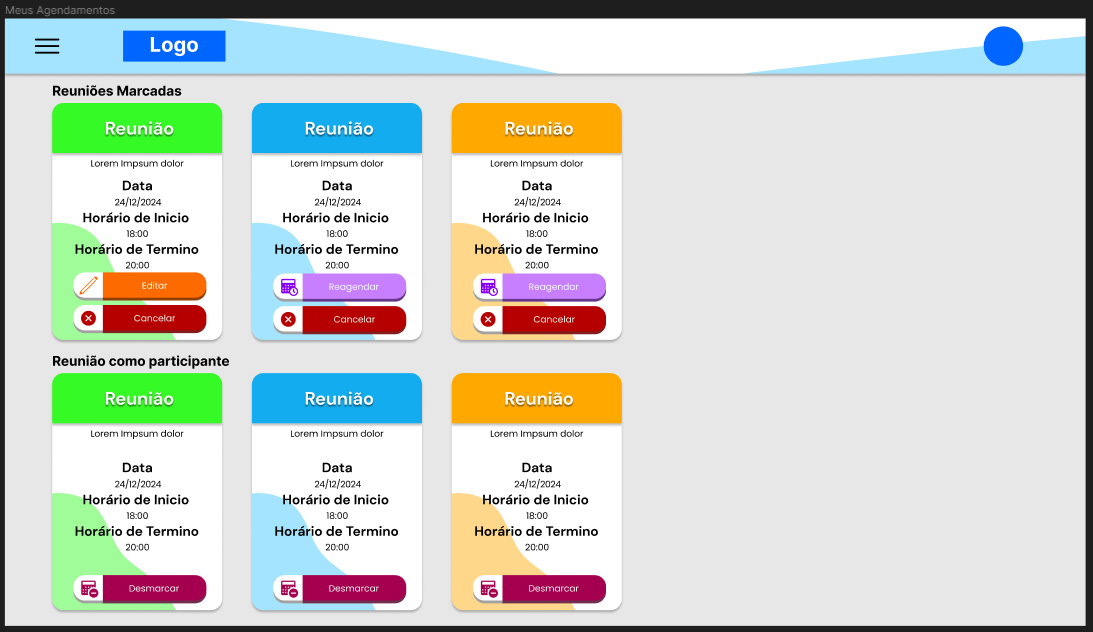 Meus Agendamentos
Logo
Reuniões Marcadas
Reunião
Lorem Impsum dolor
Data
24/12/2024
Horário de Inicio
18:00
Horário de Termino
20:00
Editar
Cancelar
Reunião
Lorem Impsum dolor
Data
24/12/2024
Horário de Inicio
18:00
Horário de Termino
20:00
Reagendar
Cancelar
Reunião
Lorem Impsum dolor
Data
24/12/2024
Horário de Inicio
18:00
Horário de Termino
20:00
Reagendar
Cancelar
Reunião como participante
Reunião
Lorem Impsum dolor
Data
24/12/2024
Horário de Inicio
18:00
Horário de Termino
20:00
Desmarcar
Reunião
Lorem Impsum dolor
Data
24/12/2024
Horário de Inicio
18:00
Horário de Termino
20:00
Desmarcar
Reunião
Lorem Impsum dolor
Data
24/12/2024
Horário de Inicio
18:00
Horário de Termino
20:00
Desmarcar